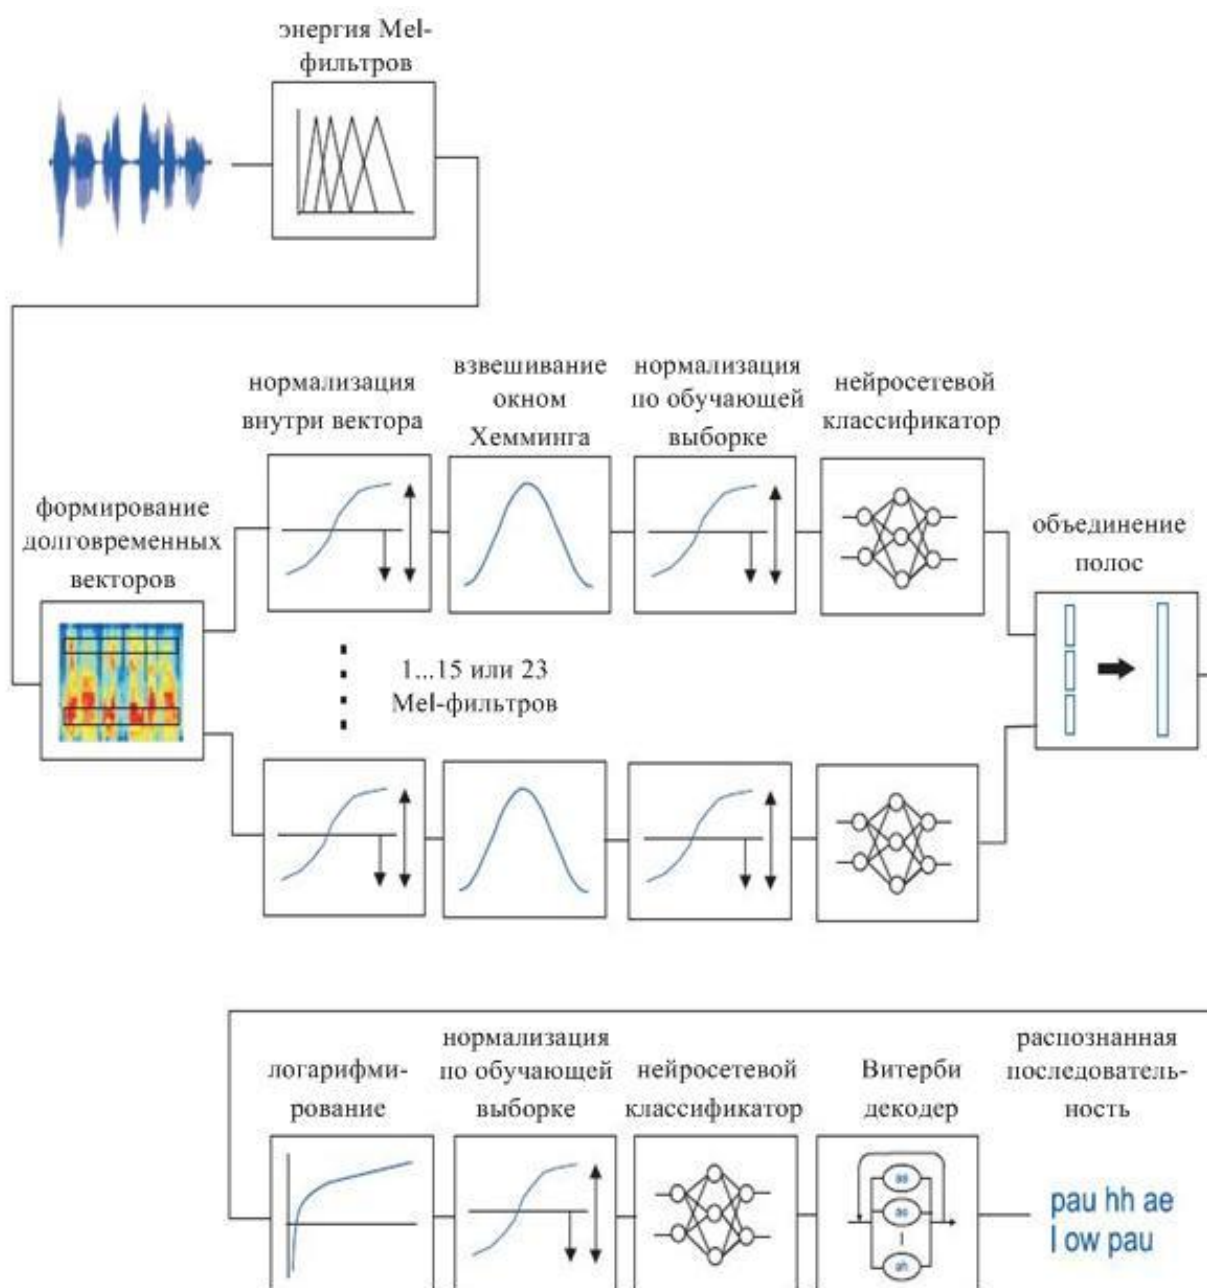 энергия Mel-
фильтров
нормализация
внутри вектора
взвешивание
окном
Хемминга
нормализация
по обучающей
выборке
нейросетевой
классификатор
формирование
долговременных
векторов
объединение
полос
1...15 или 23
Mel-фильтров
логарифми-
рование
нормализация
по обучающей
выборке
нейросетевой
классификатор
Витерби
декодер
распознанная
последователь-
ность
pau hh ae
l ow pau